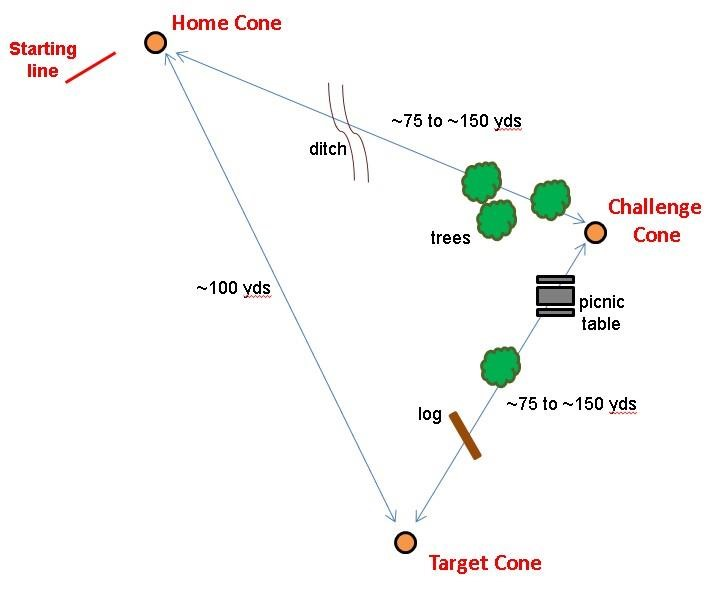 Home Cone
Starting
line
~75 to ~150 yds
ditch
Challenge
Cone
trees
~100 yds
picnic
table
~75 to ~150 yds
log
Target Cone